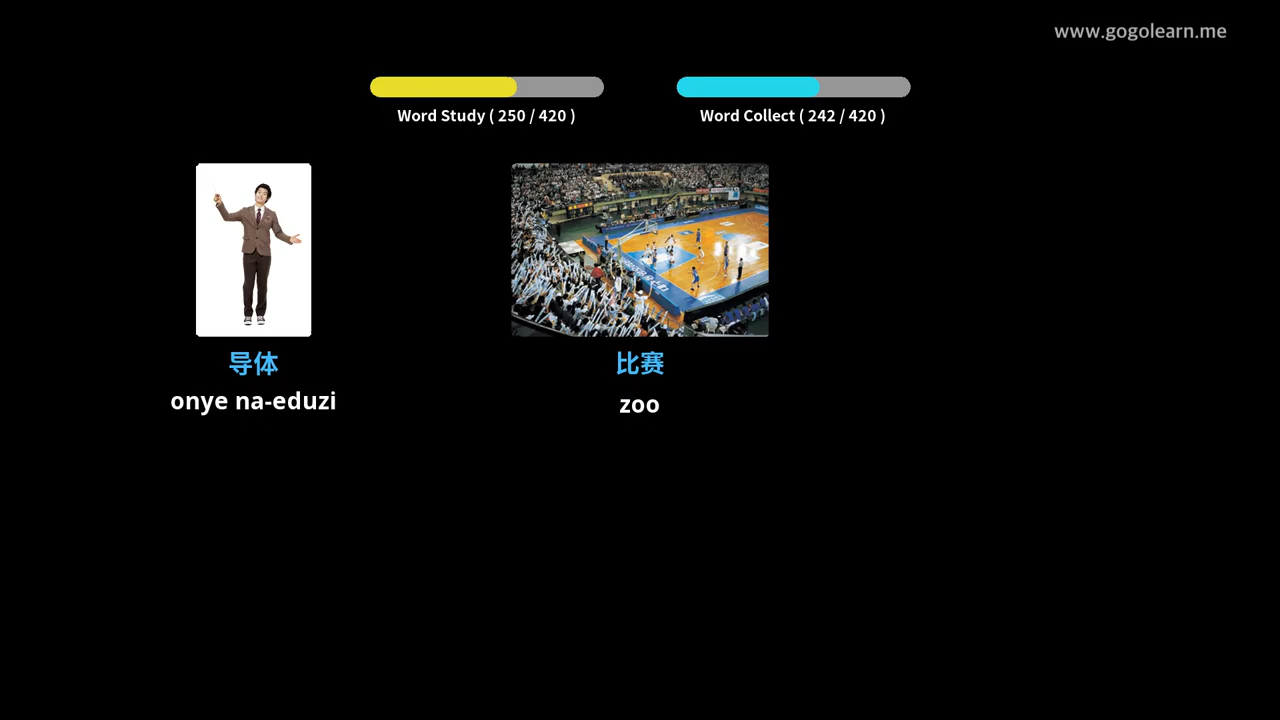 www.gogolearn.me
Word Study ( 250 / 420 )
Word Collect ( 242 / 420 )
导体
onye na-eduzi
比赛
zoo